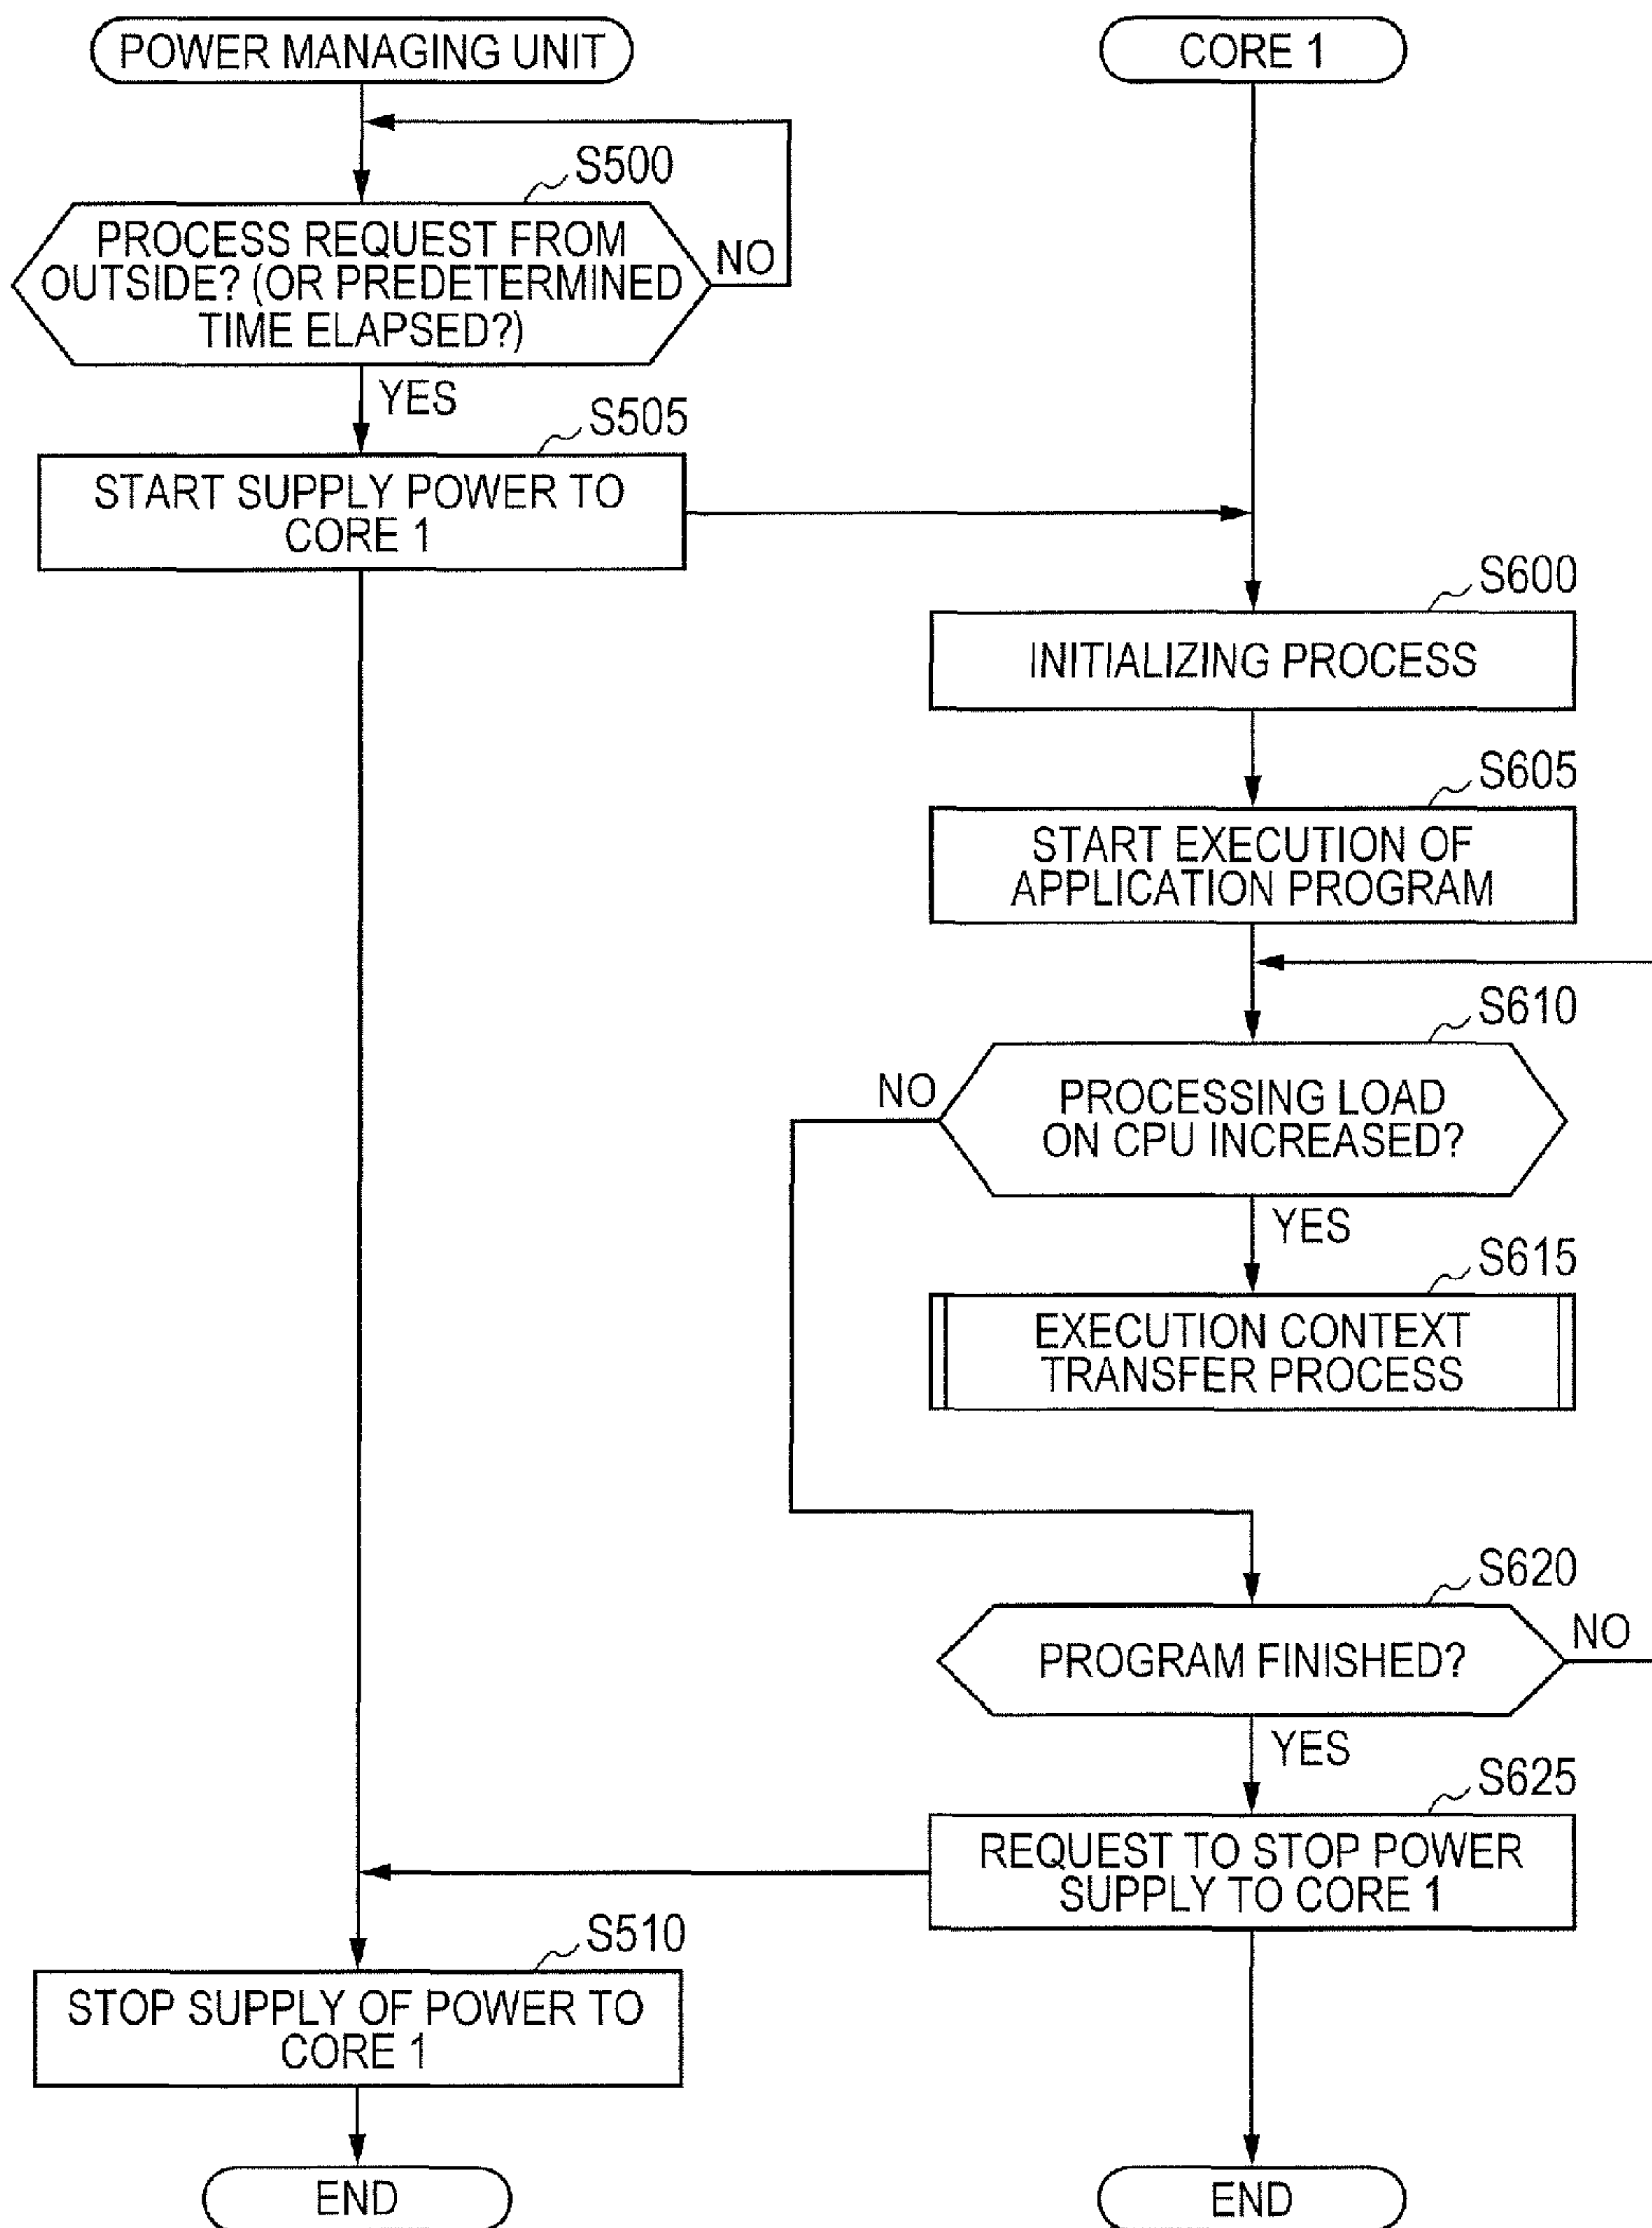 POWER MANAGING UNIT
CORE 1
S500
PROCESS REQUEST FROM
OUTSIDE? (OR PREDETERMINED
TIME ELAPSED?)
NO
YES
S505
START SUPPLY POWER TO
CORE 1
S600
INITIALIZING PROCESS
S605
START EXECUTION OF
APPLICATION PROGRAM
S610
NO
PROCESSING LOAD
ON CPU INCREASED?
YES
S615
EXECUTION CONTEXT
TRANSFER PROCESS
S620
PROGRAM FINISHED?
NO
YES
S625
REQUEST TO STOP POWER
SUPPLY TO CORE 1
S510
STOP SUPPLY OF POWER TO
CORE 1
END
END